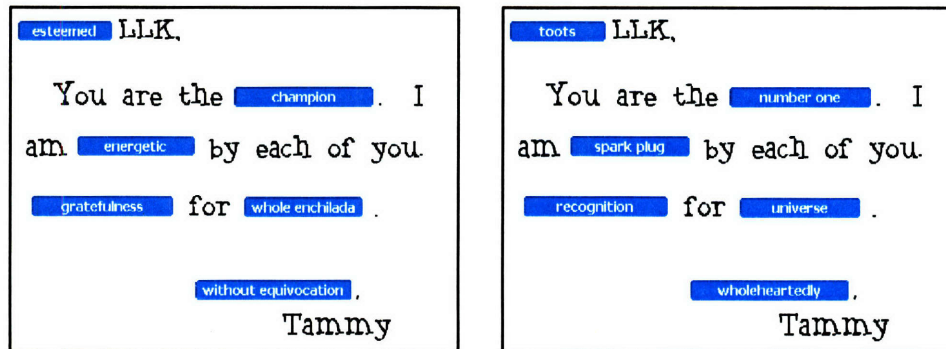 esteemed LLK,
You are the champion. I
am energetic by each of you.
gratefulness for whole enchilada.
without equivocation,
Tammy
toots LLK,
You are the number one. I
am spark plug by each of you.
recognition for universe.
wholeheartedly,
Tammy